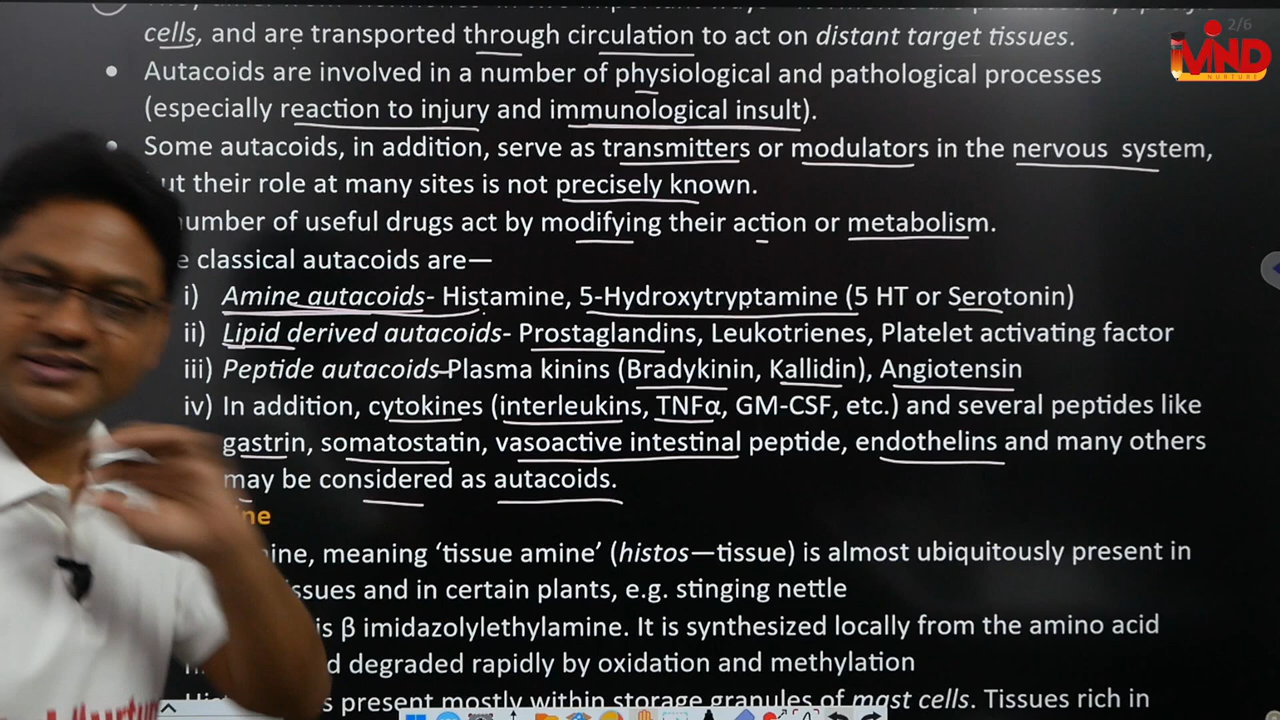 2/6
MIND
NURTURE
cells, and are transported through circulation to act on distant target tissues.
• Autacoids are involved in a number of physiological and pathological processes
(especially reaction to injury and immunological insult).
• Some autacoids, in addition, serve as transmitters or modulators in the nervous system,
ut their role at many sites is not precisely known.
number of useful drugs act by modifying their action or metabolism.
e classical autacoids are—
i) Amine autacoids- Histamine, 5-Hydroxytryptamine (5 HT or Serotonin)
ii) Lipid derived autacoids- Prostaglandins, Leukotrienes, Platelet activating factor
iii) Peptide autacoids-Plasma kinins (Bradykinin, Kallidin), Angiotensin
iv) In addition, cytokines (interleukins, TNFα, GM-CSF, etc.) and several peptides like
gastrin, somatostatin, vasoactive intestinal peptide, endothelins and many others
may be considered as autacoids.
ine
ine, meaning ‘tissue amine’ (histos—tissue) is almost ubiquitously present in
ssues and in certain plants, e.g. stinging nettle
is β imidazolylethylamine. It is synthesized locally from the amino acid
d degraded rapidly by oxidation and methylation
s present mostly within storage granules of mast cells. Tissues rich in